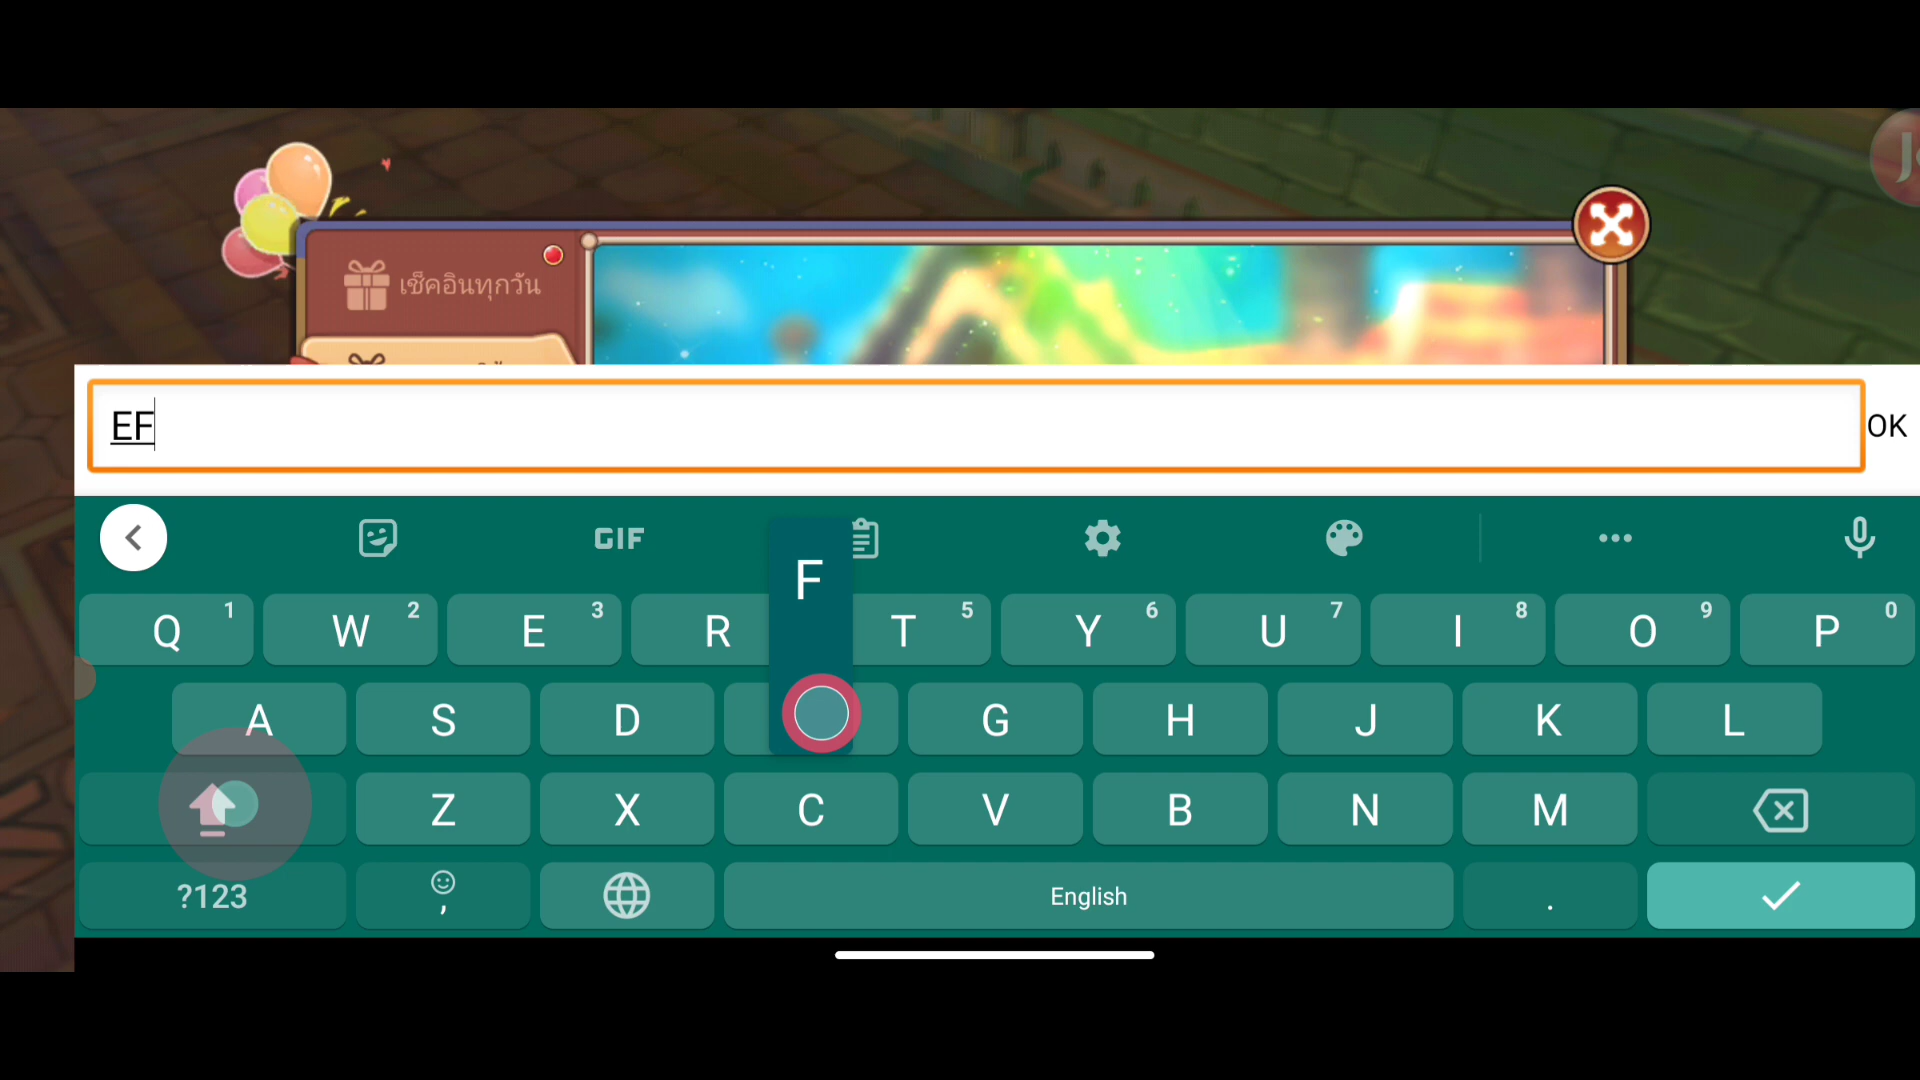 เช็คอินทุกวัน
EF
OK
GIF
F
Q 1 W 2 E 3 R T 5 Y 6 U 7 I 8 O 9 P 0
A S D G H J K L
Z X C V B N M
?123 , English .